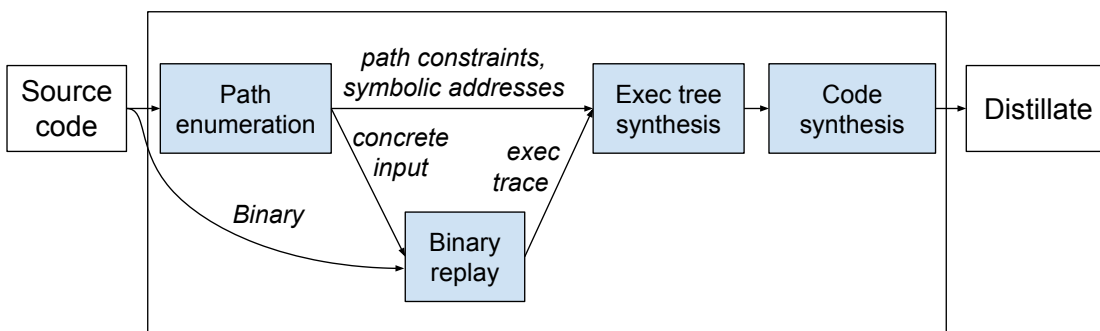 Source
code
Path
enumeration
path constraints,
symbolic addresses
concrete
input
exec
trace
Binary
Binary
replay
Exec tree
synthesis
Code
synthesis
Distillate